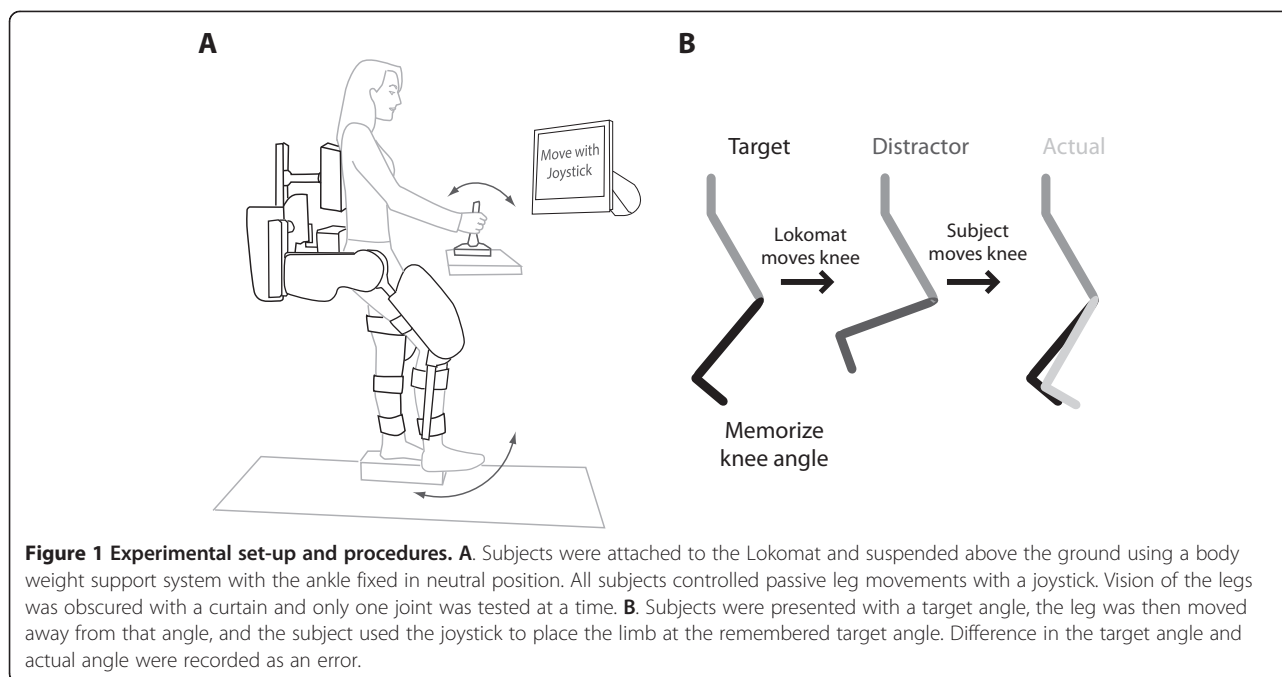 A
B
Move with
Joystick
Target
Distractor
Actual
Lokomat
moves knee
Subject
moves knee
Memorize
knee angle
Figure 1 Experimental set-up and procedures. A. Subjects were attached to the Lokomat and suspended above the ground using a body
weight support system with the ankle fixed in neutral position. All subjects controlled passive leg movements with a joystick. Vision of the legs
was obscured with a curtain and only one joint was tested at a time. B. Subjects were presented with a target angle, the leg was then moved
away from that angle, and the subject used the joystick to place the limb at the remembered target angle. Difference in the target angle and
actual angle were recorded as an error.